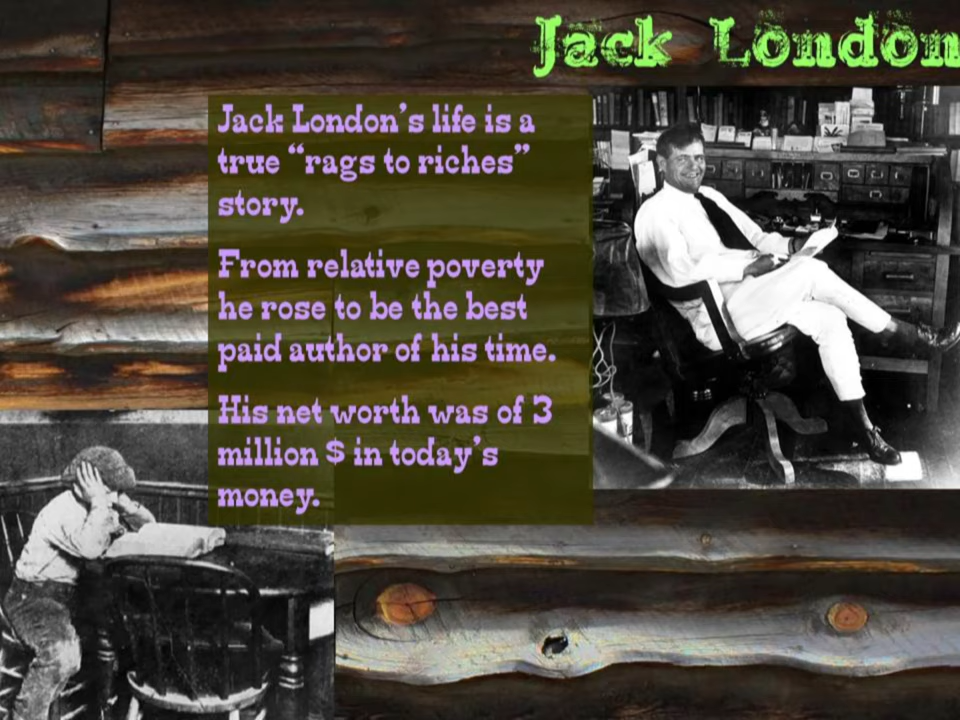 Jack London
Jack London’s life is a
true “rags to riches”
story.
From relative poverty
he rose to be the best
paid author of his time.
His net worth was of 3
million $ in today’s
money.